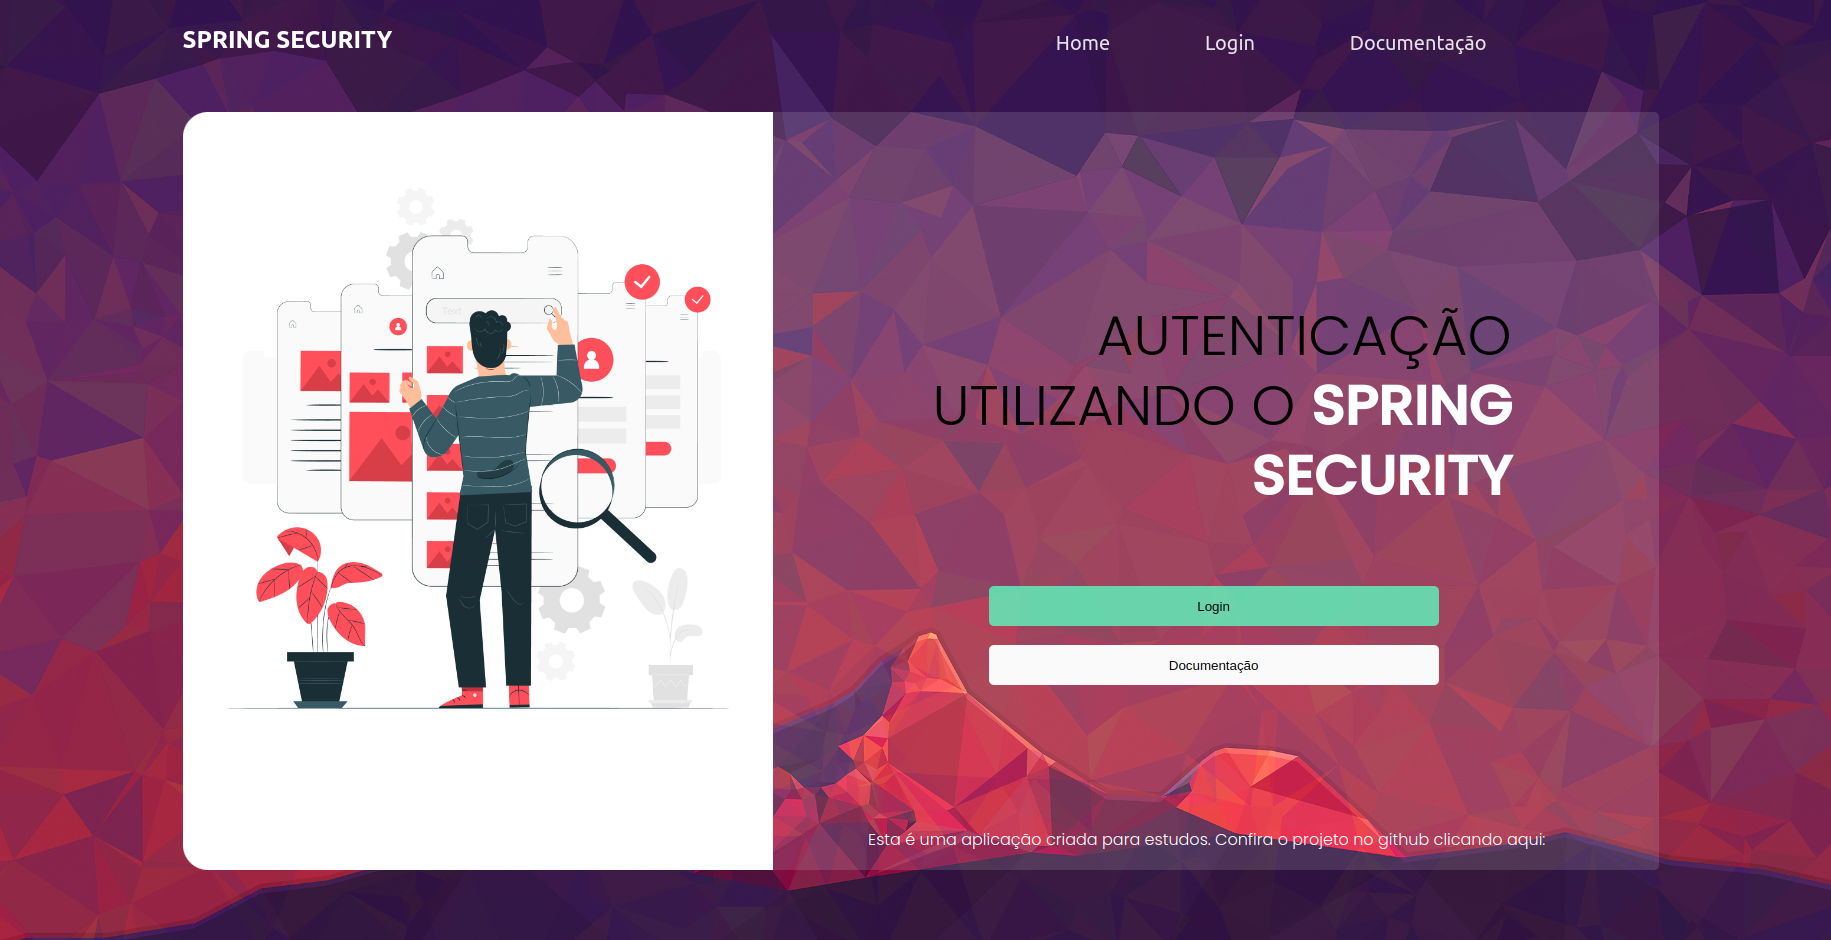 SPRING SECURITY
Home Login Documentação
Text
AUTENTICAÇÃO
UTILIZANDO O SPRING
SECURITY
Login
Documentação
Esta é uma aplicação criada para estudos. Confira o projeto no github clicando aqui: